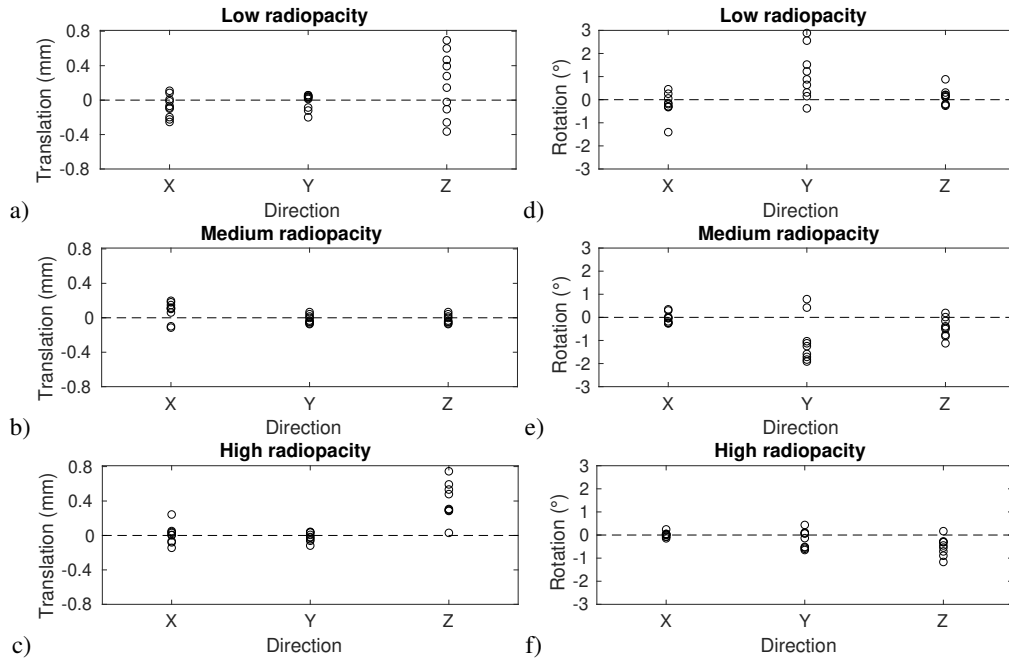 Low radiopacity
0.8
0.4
0
-0.4
-0.8
Translation (mm)
X Y Z
Direction
a)
Low radiopacity
3
2
1
0
-1
-2
-3
Rotation (°)
X Y Z
Direction
d)
Medium radiopacity
0.8
0.4
0
-0.4
-0.8
Translation (mm)
X Y Z
Direction
b)
Medium radiopacity
3
2
1
0
-1
-2
-3
Rotation (°)
X Y Z
Direction
e)
High radiopacity
0.8
0.4
0
-0.4
-0.8
Translation (mm)
X Y Z
Direction
c)
High radiopacity
3
2
1
0
-1
-2
-3
Rotation (°)
X Y Z
Direction
f)